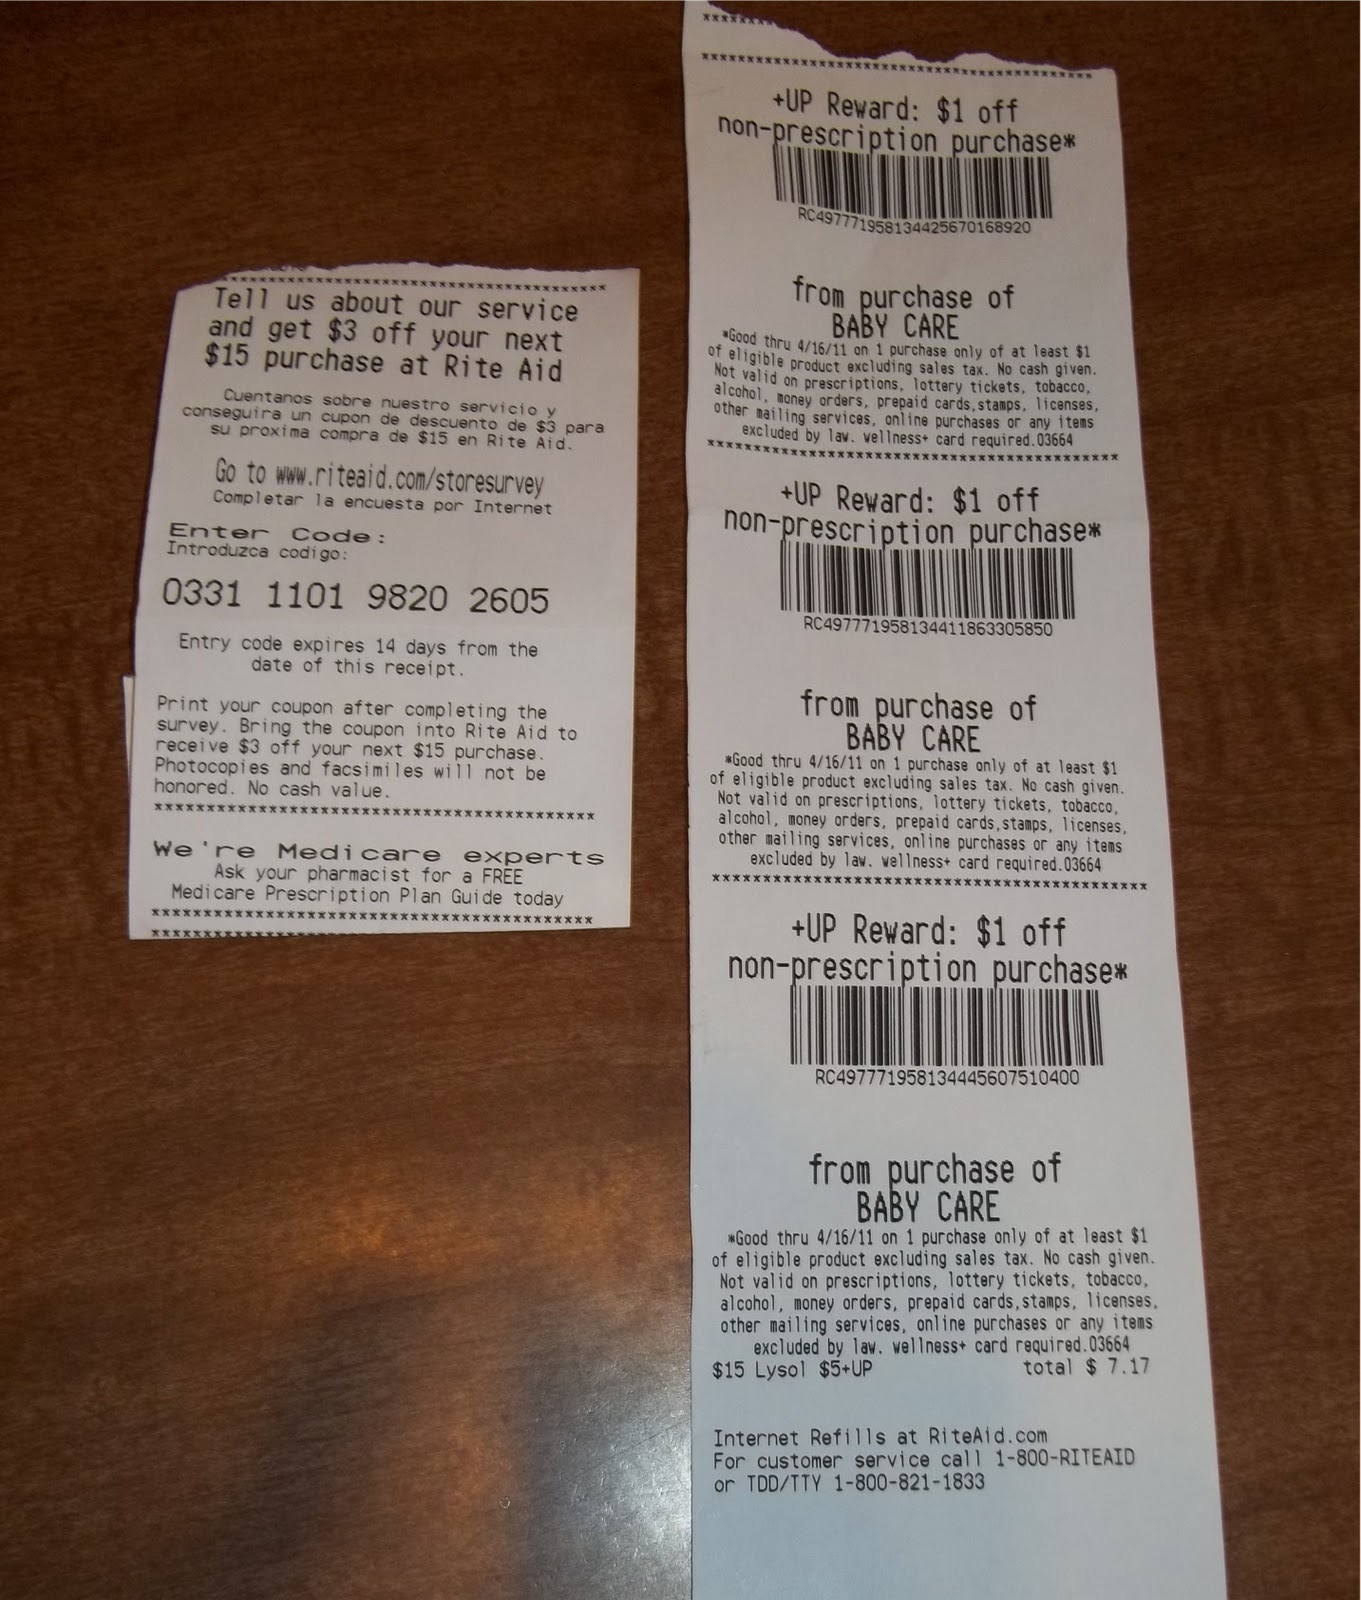 Tell us about our service
and get $3 off your next
$15 purchase at Rite Aid
Cuentanos sobre nuestro servicio y
conseguira un cupon de descuento de $3 para
su proxima compra de $15 en Rite Aid.
Go to www.riteaid.com/storesurvey
Completar la encuesta por Internet
Enter Code:
Introduzca codigo:
0331 1101 9820 2605
Entry code expires 14 days from the
date of this receipt.
Print your coupon after completing the
survey. Bring the coupon into Rite Aid to
receive $3 off your next $15 purchase.
Photocopies and facsimiles will not be
honored. No cash value.
We're Medicare experts
Ask your pharmacist for a FREE
Medicare Prescription Plan Guide today
+UP Reward: $1 off
non-prescription purchase*
RC497771958134425670168920
from purchase of
BABY CARE
*Good thru 4/16/11 on 1 purchase only of at least $1
of eligible product excluding sales tax. No cash given.
Not valid on prescriptions, lottery tickets, tobacco,
alcohol, money orders, prepaid cards,stamps, licenses,
other mailing services, online purchases or any items
excluded by law. wellness+ card required.03664
+UP Reward: $1 off
non-prescription purchase*
RC497771958134411863305850
from purchase of
BABY CARE
*Good thru 4/16/11 on 1 purchase only of at least $1
of eligible product excluding sales tax. No cash given.
Not valid on prescriptions, lottery tickets, tobacco,
alcohol, money orders, prepaid cards,stamps, licenses,
other mailing services, online purchases or any items
excluded by law. wellness+ card required.03664
+UP Reward: $1 off
non-prescription purchase*
RC497771958134445607510400
from purchase of
BABY CARE
*Good thru 4/16/11 on 1 purchase only of at least $1
of eligible product excluding sales tax. No cash given.
Not valid on prescriptions, lottery tickets, tobacco,
alcohol, money orders, prepaid cards,stamps, licenses,
other mailing services, online purchases or any items
excluded by law. wellness+ card required.03664
$15 Lysol $5+UP total $ 7.17
Internet Refills at RiteAid.com
For customer service call 1-800-RITEAID
or TDD/TTY 1-800-821-1833